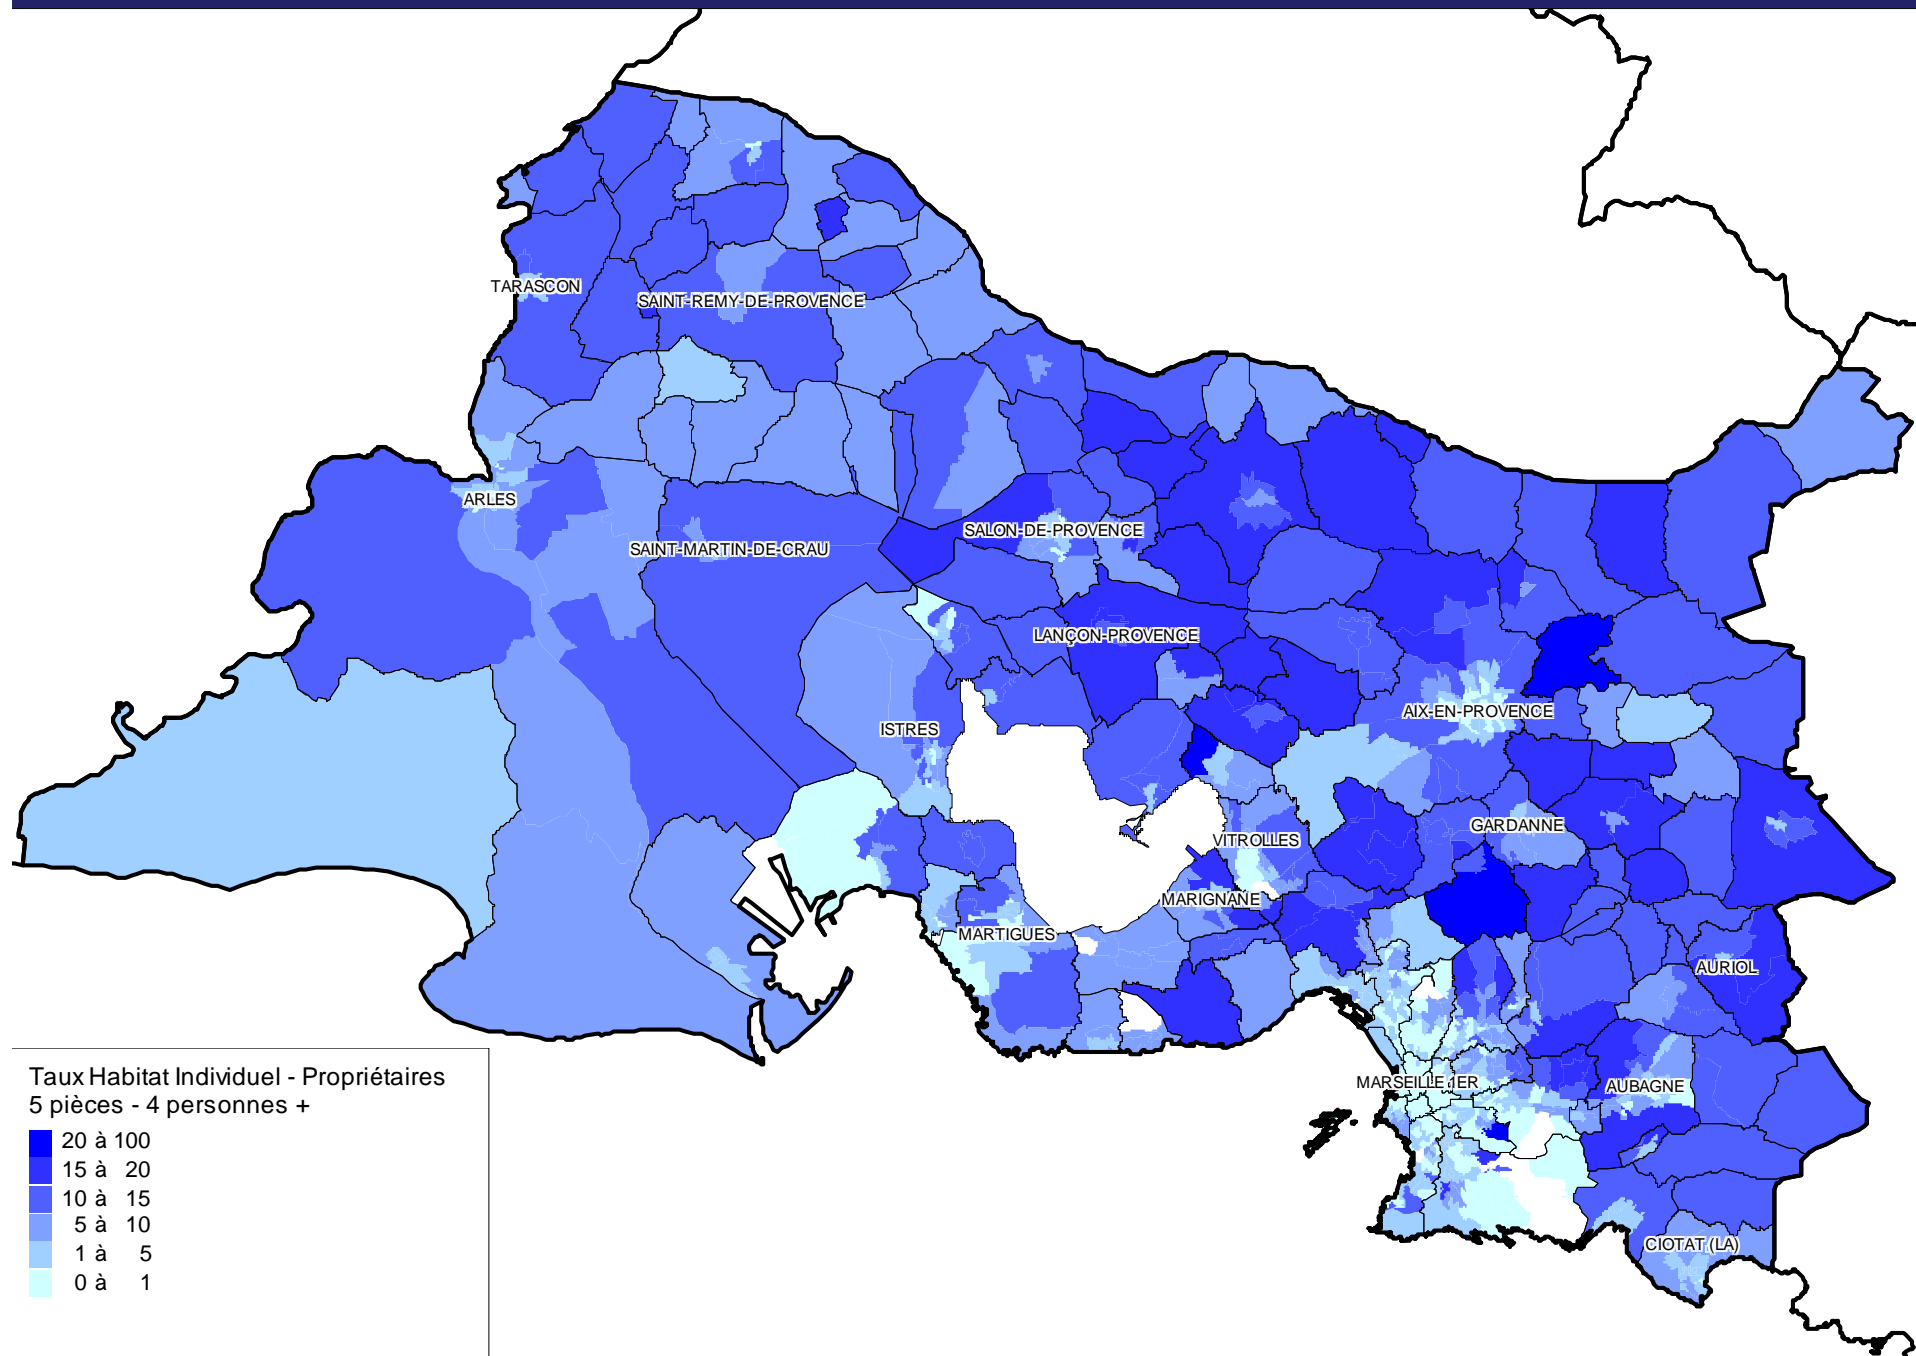 TARASCON
SAINT-REMY-DE-PROVENCE
ARLES
SAINT-MARTIN-DE-CRAU
SALON-DE-PROVENCE
LANÇON-PROVENCE
ISTRES
AIX-EN-PROVENCE
VITROLLES
GARDANNE
MARIGNANE
MARTIGUES
AURIOL
MARSEILLE 1ER
AUBAGNE
CIOTAT (LA)
Taux Habitat Individuel - Propriétaires
5 pièces - 4 personnes +
20 à 100
15 à 20
10 à 15
5 à 10
1 à 5
0 à 1